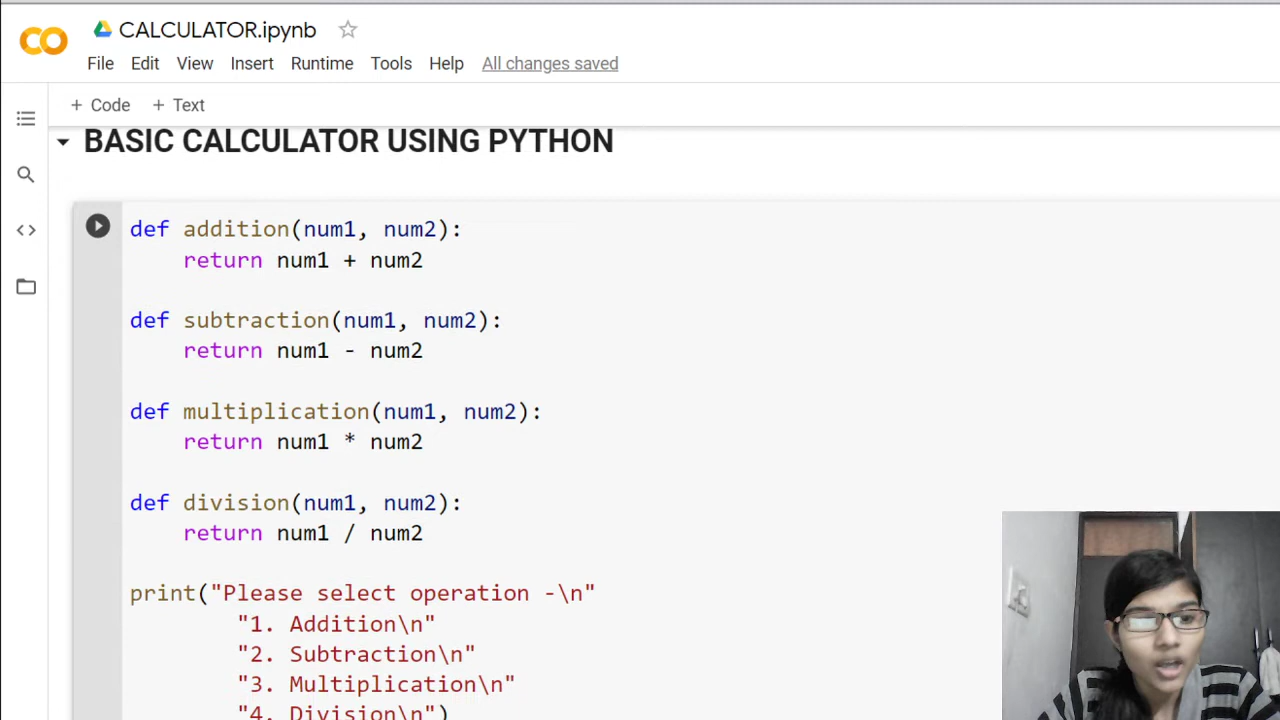 CALCULATOR.ipynb
File Edit View Insert Runtime Tools Help All changes saved
+ Code + Text
BASIC CALCULATOR USING PYTHON
def addition(num1, num2):
    return num1 + num2
def subtraction(num1, num2):
    return num1 - num2
def multiplication(num1, num2):
    return num1 * num2
def division(num1, num2):
    return num1 / num2
print("Please select operation -\n"
        "1. Addition\n"
        "2. Subtraction\n"
        "3. Multiplication\n"
        "4. Division\n")